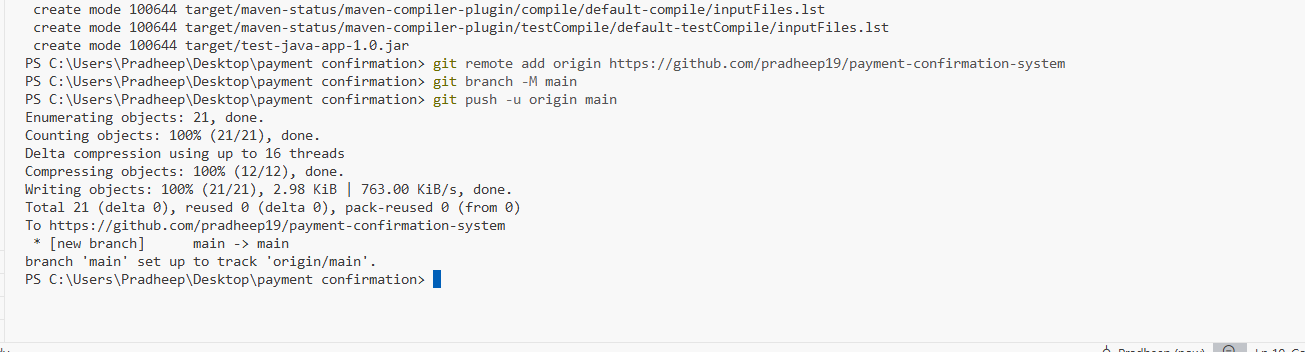 create mode 100644 target/maven-status/maven-compiler-plugin/compile/default-compile/inputFiles.lst
create mode 100644 target/maven-status/maven-compiler-plugin/testCompile/default-testCompile/inputFiles.lst
create mode 100644 target/test-java-app-1.0.jar
PS C:\Users\Pradheep\Desktop\payment confirmation> git remote add origin https://github.com/pradheep19/payment-confirmation-system
PS C:\Users\Pradheep\Desktop\payment confirmation> git branch -M main
PS C:\Users\Pradheep\Desktop\payment confirmation> git push -u origin main
Enumerating objects: 21, done.
Counting objects: 100% (21/21), done.
Delta compression using up to 16 threads
Compressing objects: 100% (12/12), done.
Writing objects: 100% (21/21), 2.98 KiB | 763.00 KiB/s, done.
Total 21 (delta 0), reused 0 (delta 0), pack-reused 0 (from 0)
To https://github.com/pradheep19/payment-confirmation-system
 * [new branch]      main -> main
branch 'main' set up to track 'origin/main'.
PS C:\Users\Pradheep\Desktop\payment confirmation>